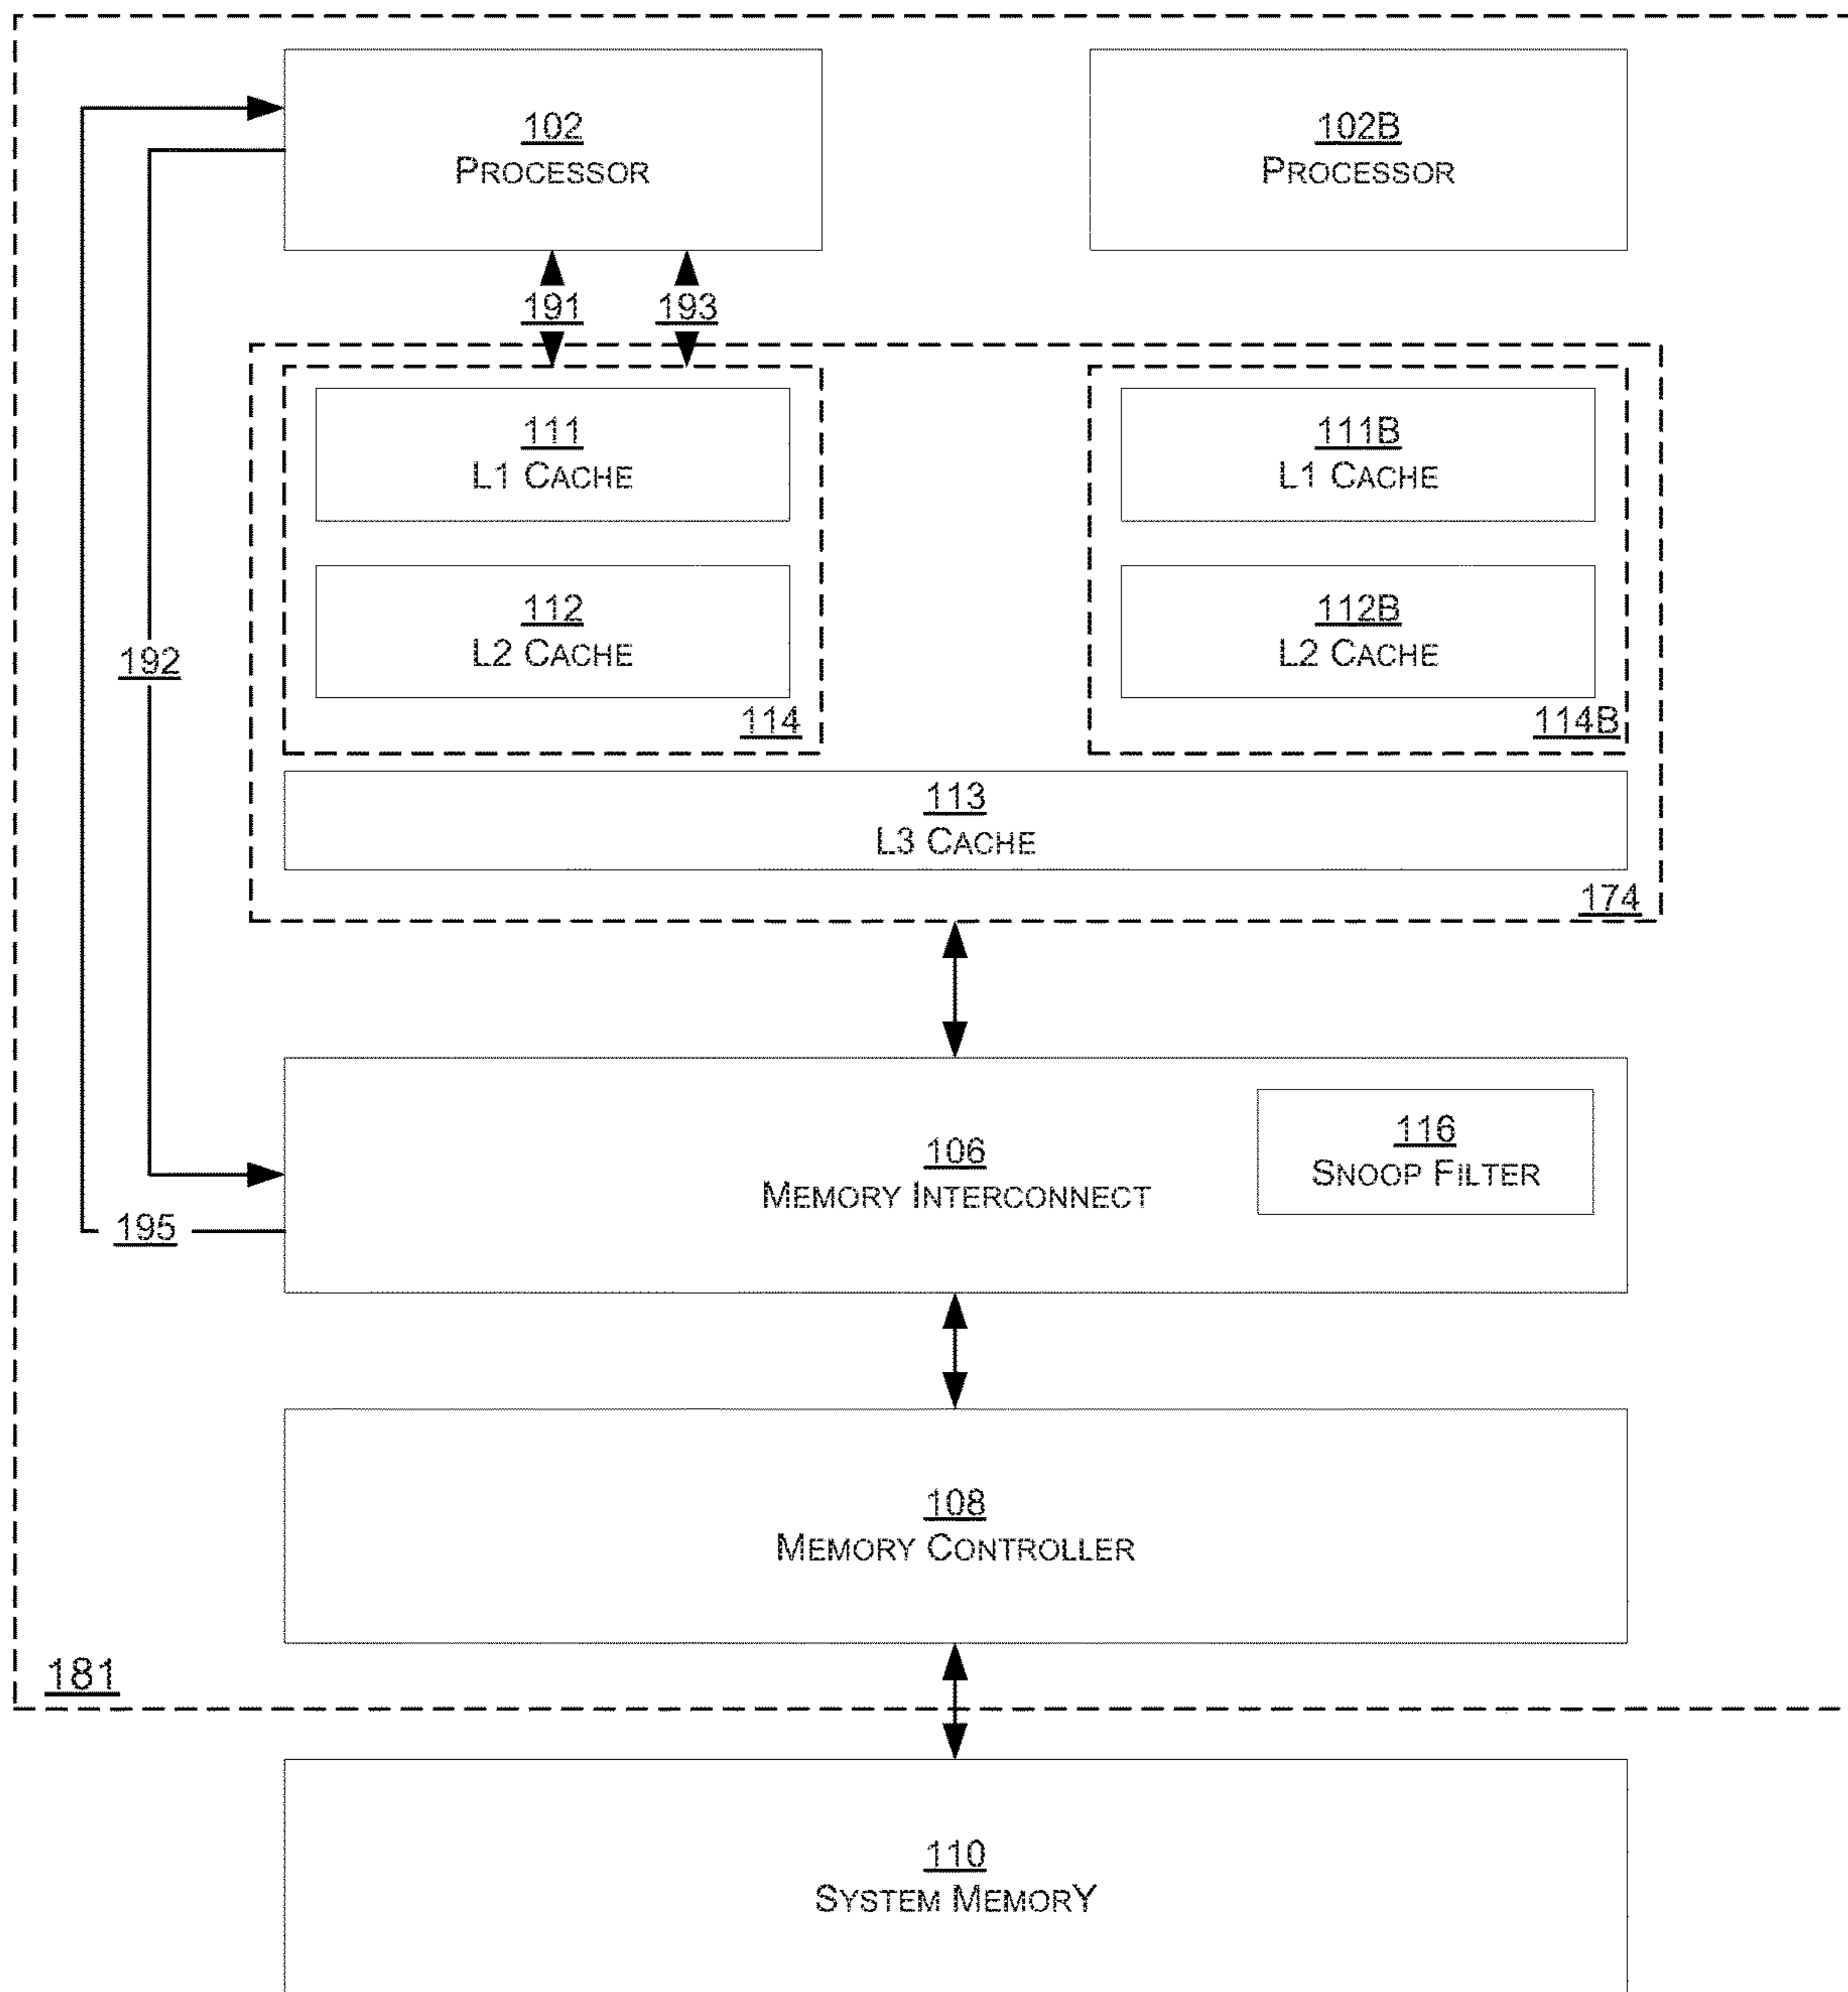 102
PROCESSOR
102B
PROCESSOR
191
193
111
L1 CACHE
111B
L1 CACHE
112
L2 CACHE
112B
L2 CACHE
192
114
114B
113
L3 CACHE
174
116
SNOOP FILTER
106
MEMORY INTERCONNECT
195
108
MEMORY CONTROLLER
181
110
SYSTEM MEMORY